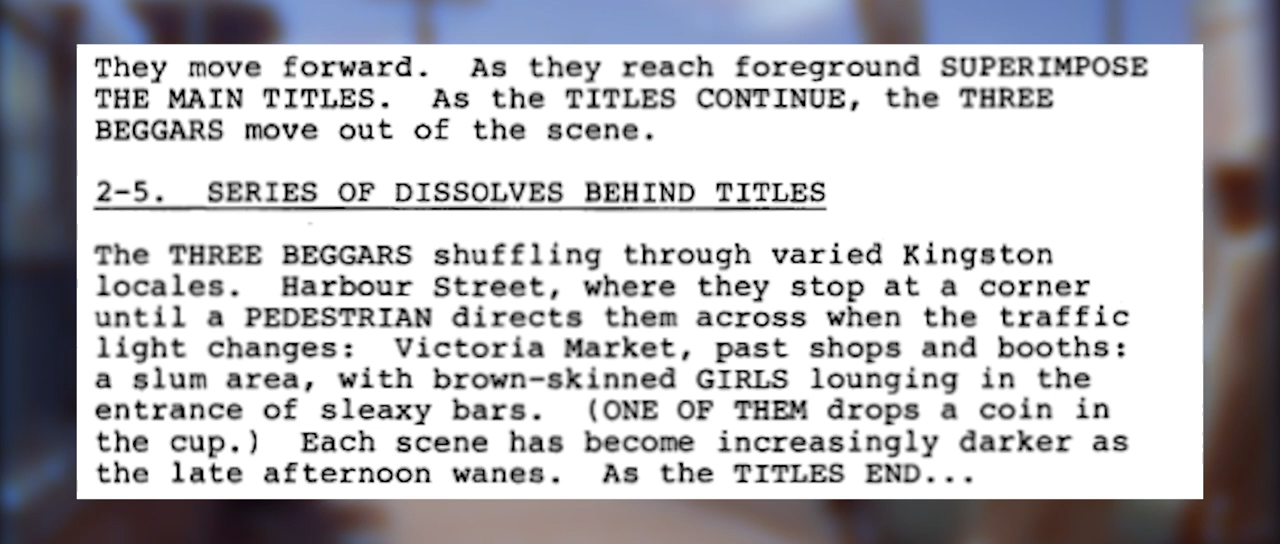 They move forward.  As they reach foreground SUPERIMPOSE
THE MAIN TITLES.  As the TITLES CONTINUE, the THREE
BEGGARS move out of the scene.
2-5.  SERIES OF DISSOLVES BEHIND TITLES
The THREE BEGGARS shuffling through varied Kingston
locales.  Harbour Street, where they stop at a corner
until a PEDESTRIAN directs them across when the traffic
light changes:  Victoria Market, past shops and booths:
a slum area, with brown-skinned GIRLS lounging in the
entrance of sleaxy bars.  (ONE OF THEM drops a coin in
the cup.)  Each scene has become increasingly darker as
the late afternoon wanes.  As the TITLES END...